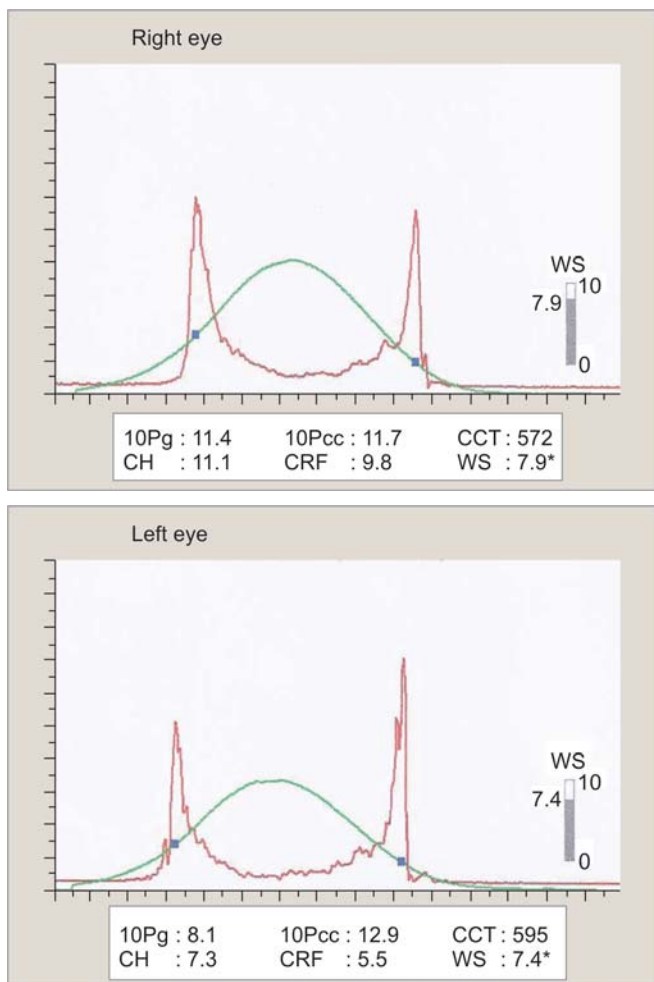 Right eye
WS
10
7.9
0
10Pg : 11.4 10Pcc : 11.7 CCT : 572
CH : 11.1 CRF : 9.8 WS : 7.9*
Left eye
WS
10
7.4
0
10Pg : 8.1 10Pcc : 12.9 CCT : 595
CH : 7.3 CRF : 5.5 WS : 7.4*